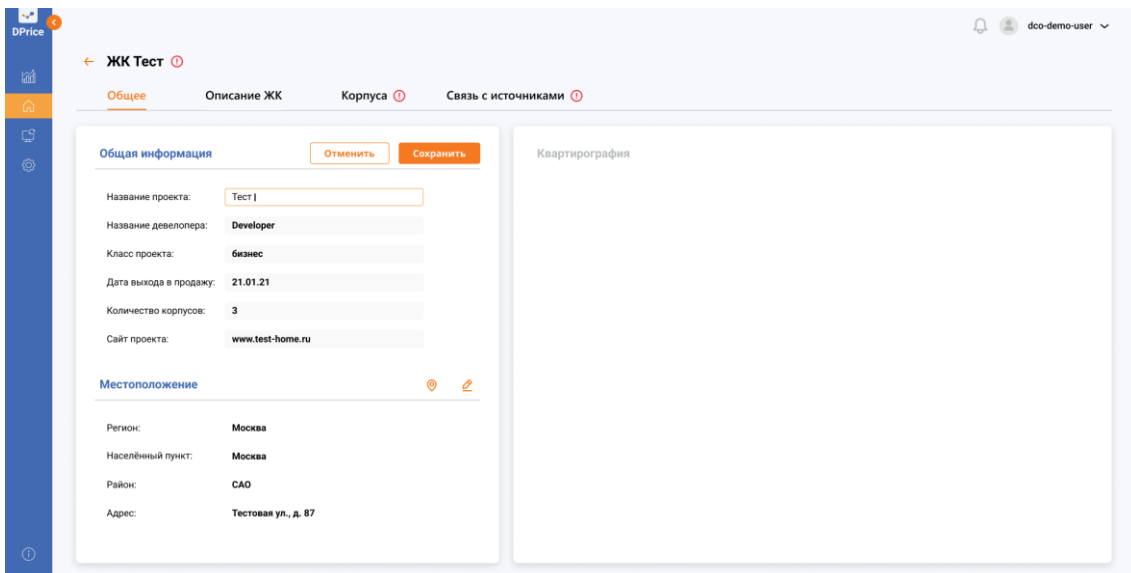 DPrice
dco-demo-user
ЖК Тест
Общее Описание ЖК Корпуса Связь с источниками
Общая информация Отменить Сохранить
Название проекта: Тест
Название девелопера: Developer
Класс проекта: бизнес
Дата выхода в продажу: 21.01.21
Количество корпусов: 3
Сайт проекта: www.test-home.ru
Местоположение
Регион: Москва
Населённый пункт: Москва
Район: САО
Адрес: Тестовая ул., д. 87
Квартирография